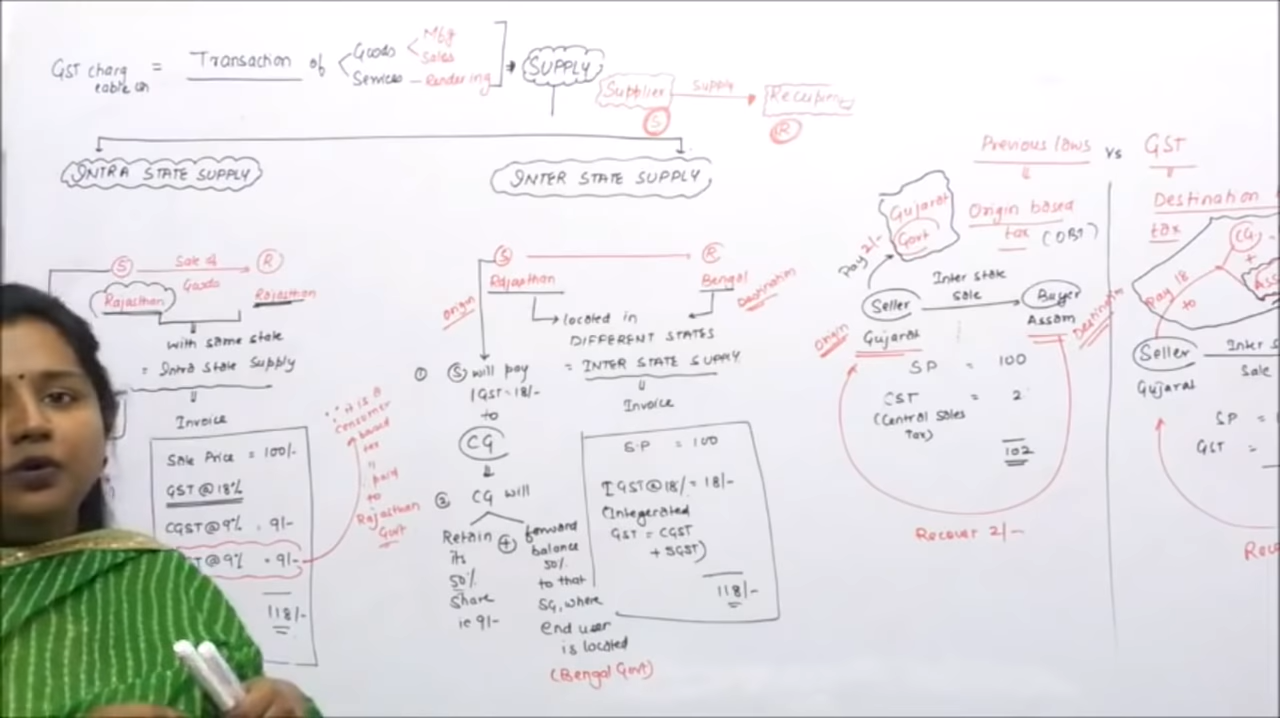 GST charg
eable on
= Transaction of
Goods
Mfg
Sales
Services - Rendering
SUPPLY
Supplier
Supply
S
R
INTRA STATE SUPPLY
S
Sale of
Goods
R
Rajasthan
Rajasthan
with same state
= Intra State Supply
Invoice
Sale Price = 100/-
GST @ 18%
CGST @ 9% = 9/-
@ 9% = 9/-
118/-
∵ it is a
consumer
based
tax
paid
to
Rajasthan
Govt
INTER STATE SUPPLY
S
R
Rajasthan
Bengal
origin
Destination
located in
DIFFERENT STATES
= INTER STATE SUPPLY
① S will pay
IGST = 18/-
to
CG
② CG will
Retain
its
50%
Share
ie 9/-
+
forward
balance
50%
to that
SG, where
end user
is located
(Bengal Govt)
Invoice
S.P = 100
IGST @ 18% = 18/-
(Integerated
GST = CGST
+ SGST)
118/-
Previous laws vs GST
Origin based
tax (OBT)
Gujarat
Govt
Pay 2/-
Seller
Inter state
sale
Buyer
Gujarat
Assam
Origin
Destination
SP = 100
CST = 2
(Central Sales
Tax)
102
Recover 2/-
Destination
tax
CG
+
Pay 18
to
Seller
Inter
Sale
Gujarat
SP =
GST =